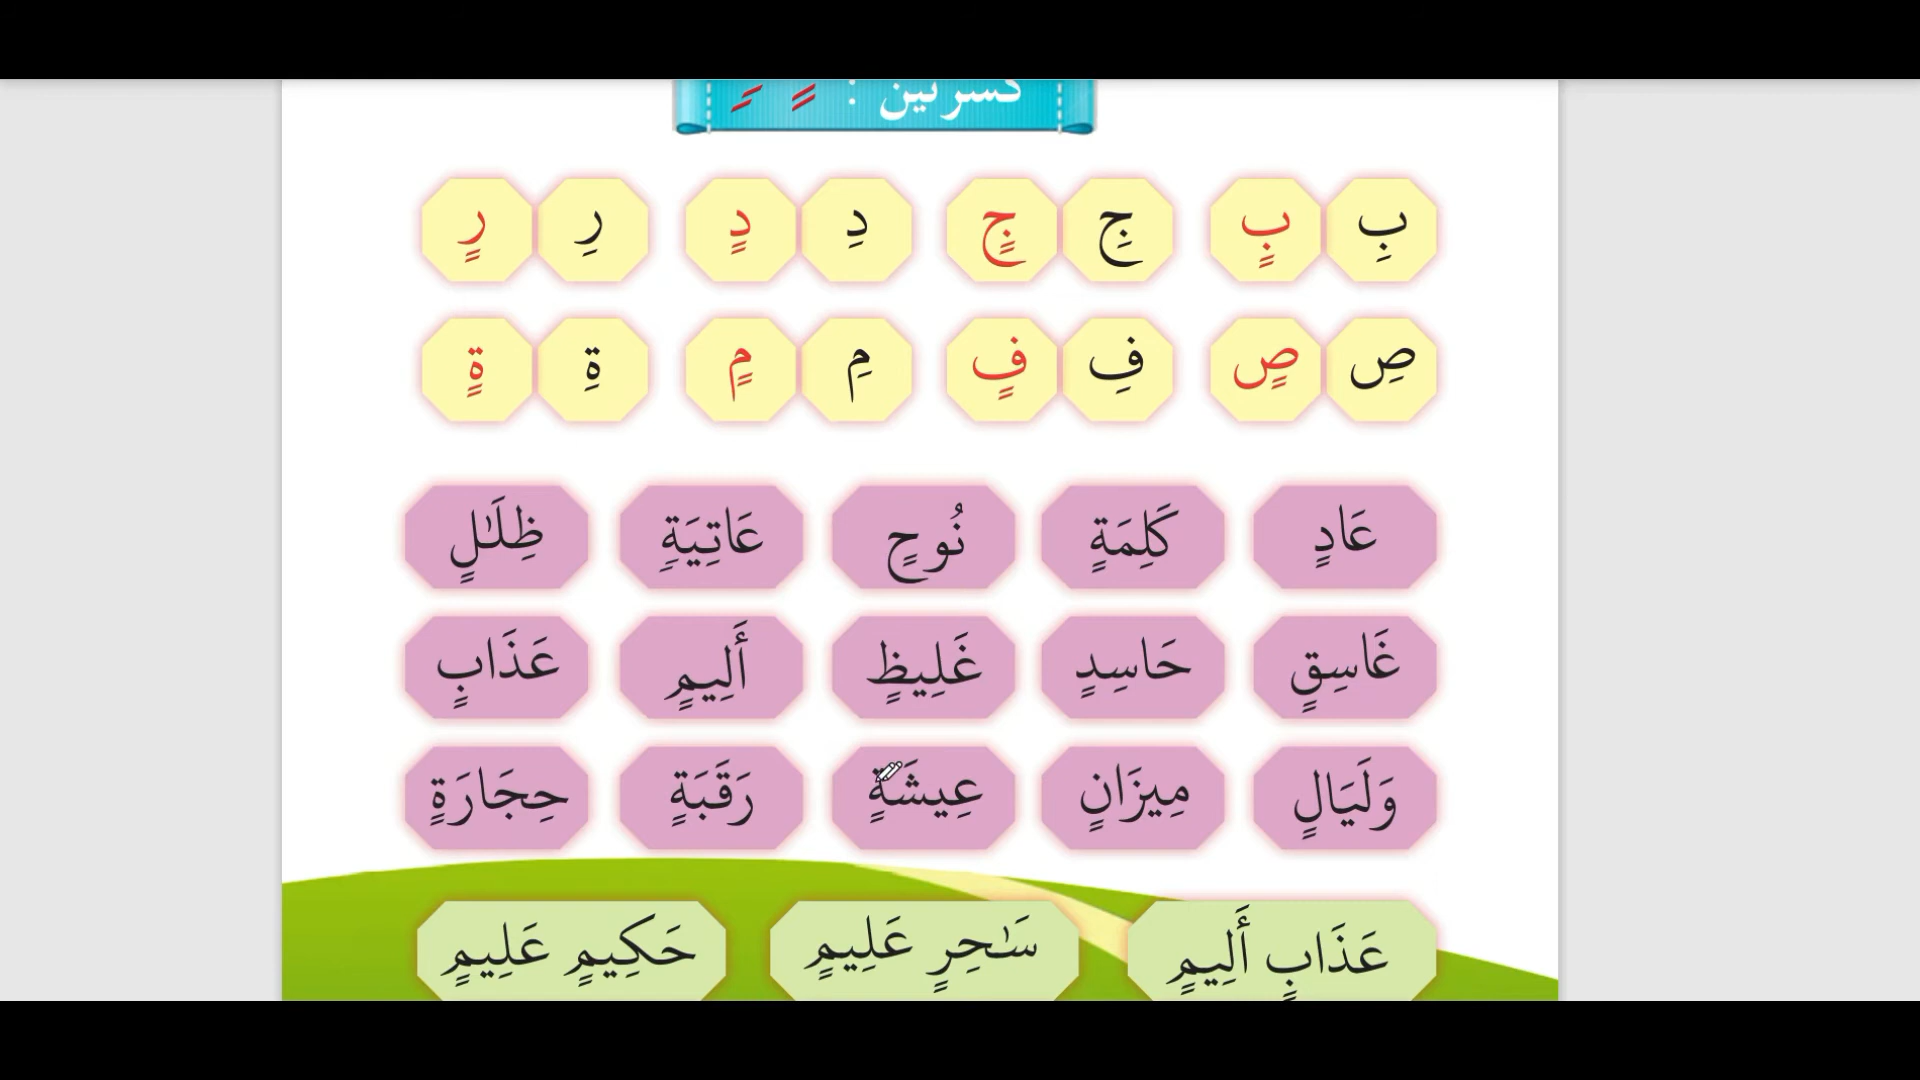 كسرتين : ـٍ ـٍ
بِ بٍ جِ جٍ دِ دٍ رِ رٍ
صِ صٍ فِ فٍ مِ مٍ ةِ ةٍ
عَادٍ كَلِمَةٍ نُوحٍ عَاتِيَةٍ ظِلَـٰلٍ
غَاسِقٍ حَاسِدٍ غَلِيظٍ أَلِيمٍ عَذَابٍ
وَلَيَالٍ مِيزَانٍ عِيشَةٍ رَقَبَةٍ حِجَارَةٍ
عَذَابٍ أَلِيمٍ سَـٰحِرٍ عَلِيمٍ حَكِيمٍ عَلِيمٍ